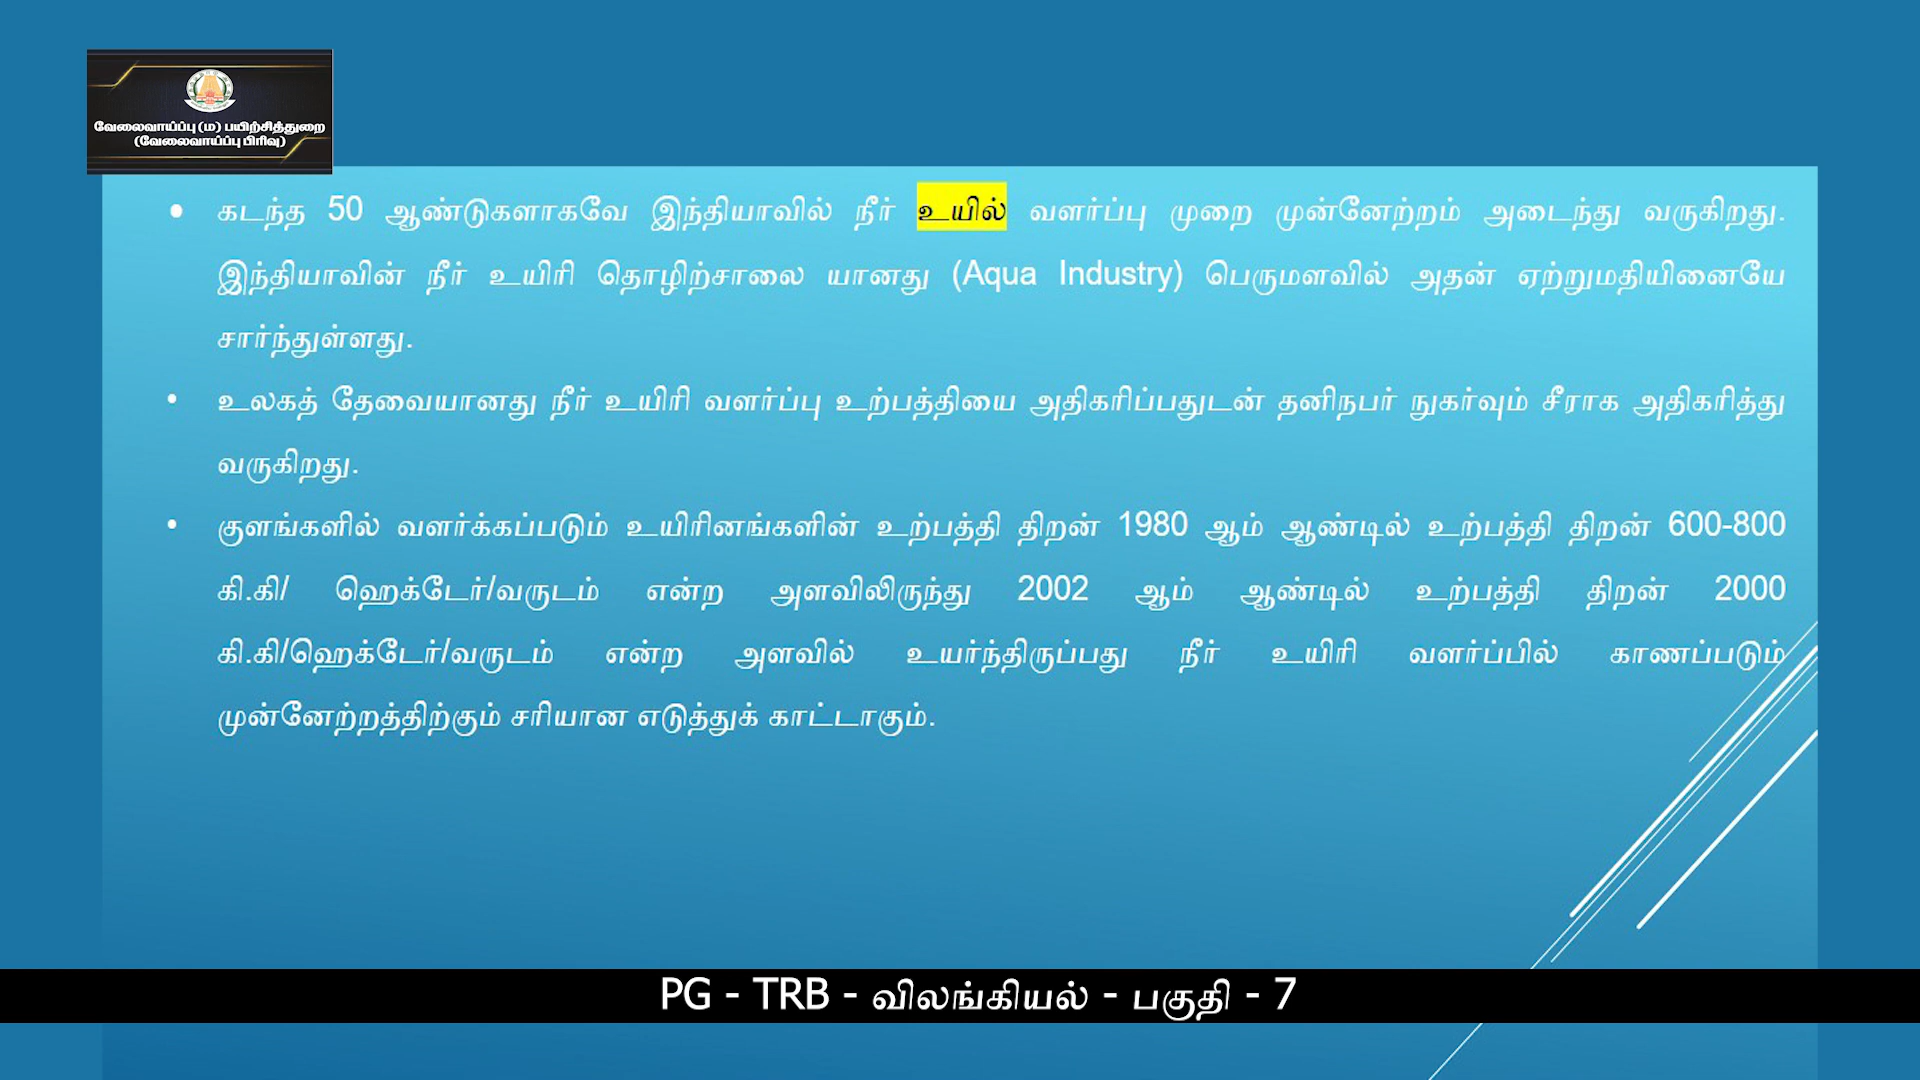 வேலைவாய்ப்பு (ம) பயிற்சித்துறை
(வேலைவாய்ப்பு பிரிவு)
• கடந்த 50 ஆண்டுகளாகவே இந்தியாவில் நீர் உயில் வளர்ப்பு முறை முன்னேற்றம் அடைந்து வருகிறது.
இந்தியாவின் நீர் உயிரி தொழிற்சாலை யானது (Aqua Industry) பெருமளவில் அதன் ஏற்றுமதியினையே
சார்ந்துள்ளது.
• உலகத் தேவையானது நீர் உயிரி வளர்ப்பு உற்பத்தியை அதிகரிப்பதுடன் தனிநபர் நுகர்வும் சீராக அதிகரித்து
வருகிறது.
• குளங்களில் வளர்க்கப்படும் உயிரினங்களின் உற்பத்தி திறன் 1980 ஆம் ஆண்டில் உற்பத்தி திறன் 600-800
கி.கி/ ஹெக்டேர்/வருடம் என்ற அளவிலிருந்து 2002 ஆம் ஆண்டில் உற்பத்தி திறன் 2000
கி.கி/ஹெக்டேர்/வருடம் என்ற அளவில் உயர்ந்திருப்பது நீர் உயிரி வளர்ப்பில் காணப்படும்
முன்னேற்றத்திற்கும் சரியான எடுத்துக் காட்டாகும்.
PG - TRB - விலங்கியல் - பகுதி - 7